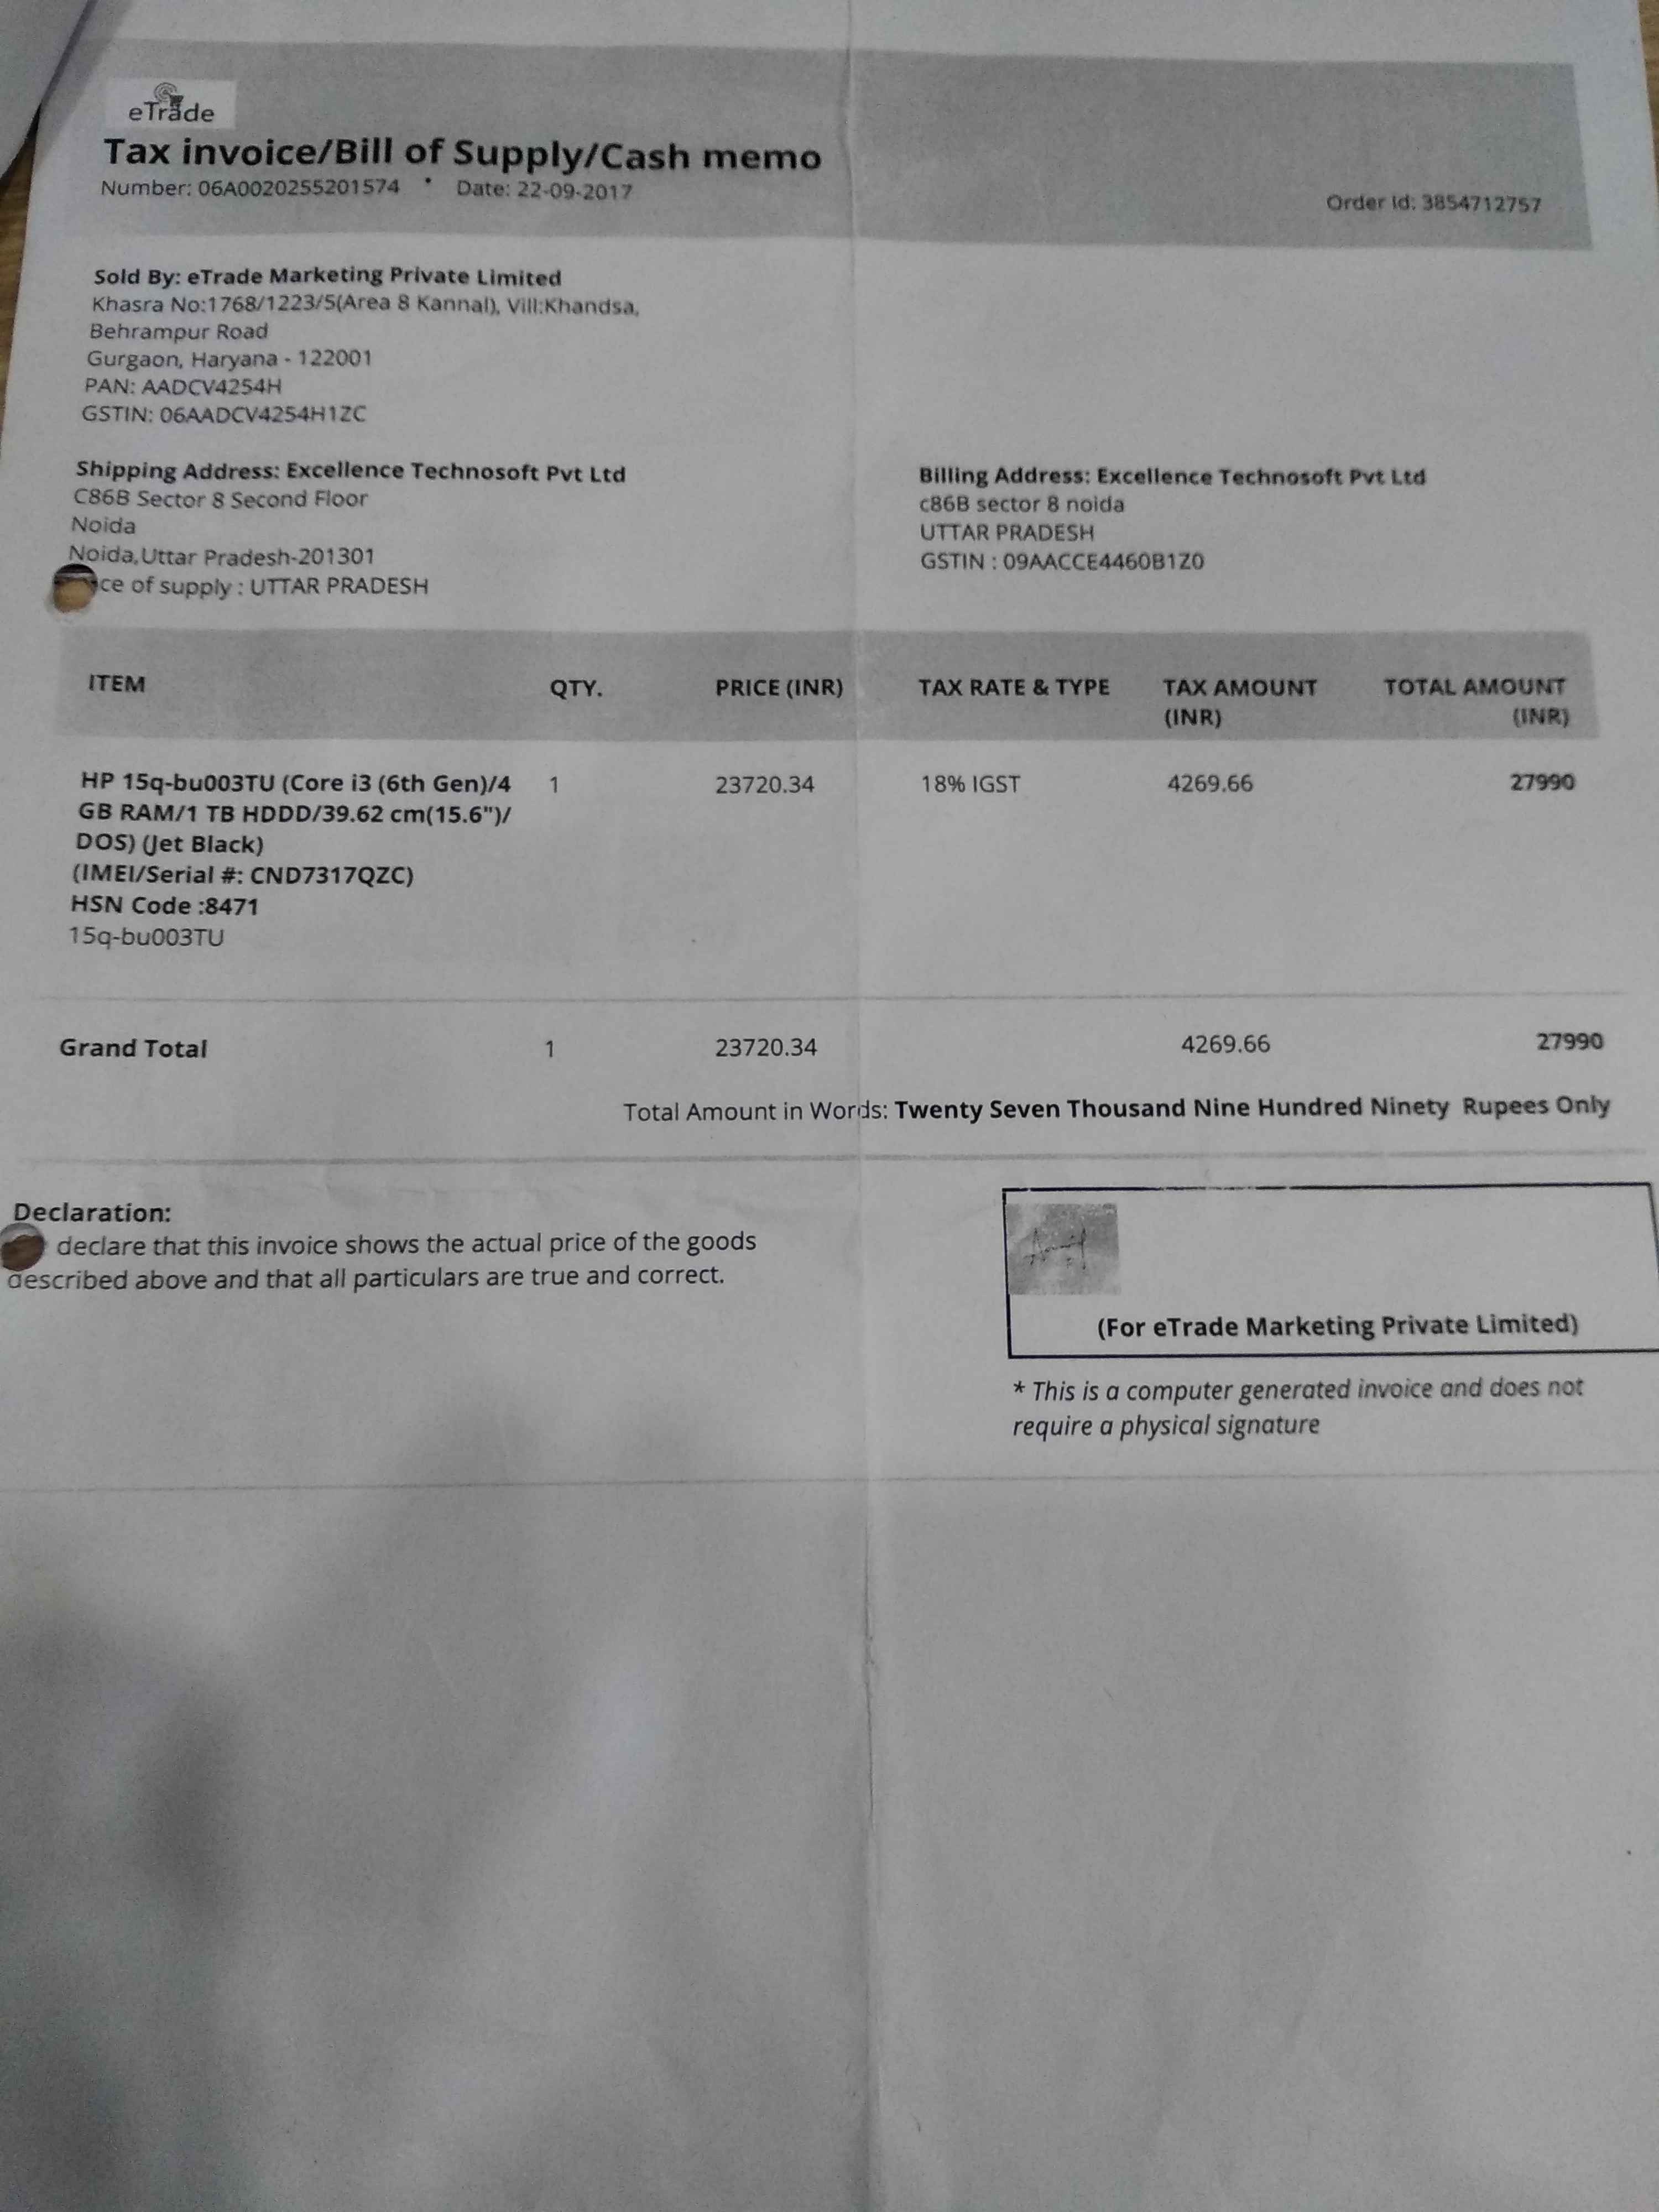 eTrade
Tax invoice/Bill of Supply/Cash memo
Number: 06A0020255201574 • Date: 22-09-2017
Order Id: 3854712757
Sold By: eTrade Marketing Private Limited
Khasra No:1768/1223/5(Area 8 Kannal), Vill:Khandsa,
Behrampur Road
Gurgaon, Haryana - 122001
PAN: AADCV4254H
GSTIN: 06AADCV4254H1ZC
Shipping Address: Excellence Technosoft Pvt Ltd
C86B Sector 8 Second Floor
Noida
Noida,Uttar Pradesh-201301
ce of supply : UTTAR PRADESH
Billing Address: Excellence Technosoft Pvt Ltd
c86B sector 8 noida
UTTAR PRADESH
GSTIN : 09AACCE4460B1Z0
ITEM QTY. PRICE (INR) TAX RATE & TYPE TAX AMOUNT TOTAL AMOUNT
(INR) (INR)
HP 15q-bu003TU (Core i3 (6th Gen)/4 1 23720.34 18% IGST 4269.66 27990
GB RAM/1 TB HDDD/39.62 cm(15.6")/
DOS) (Jet Black)
(IMEI/Serial #: CND7317QZC)
HSN Code :8471
15q-bu003TU
Grand Total 1 23720.34 4269.66 27990
Total Amount in Words: Twenty Seven Thousand Nine Hundred Ninety Rupees Only
Declaration:
declare that this invoice shows the actual price of the goods
described above and that all particulars are true and correct.
(For eTrade Marketing Private Limited)
* This is a computer generated invoice and does not
require a physical signature